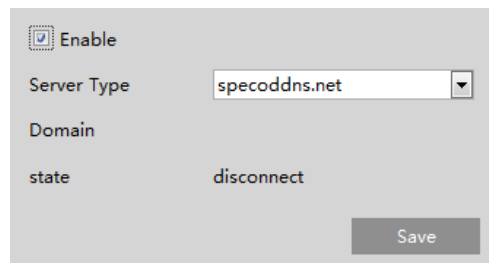 Enable
Server Type specoddns.net
Domain
state disconnect
Save